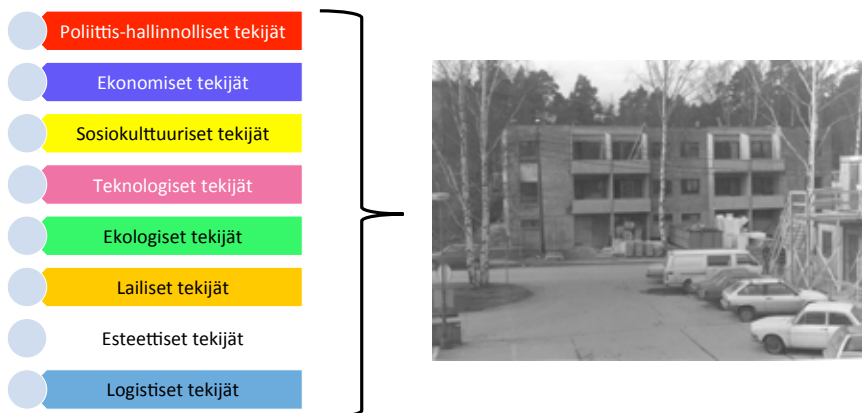 Poliittis-hallinnolliset tekijät
Ekonomiset tekijät
Sosiokulttuuriset tekijät
Teknologiset tekijät
Ekologiset tekijät
Lailiset tekijät
Esteettiset tekijät
Logistiset tekijät